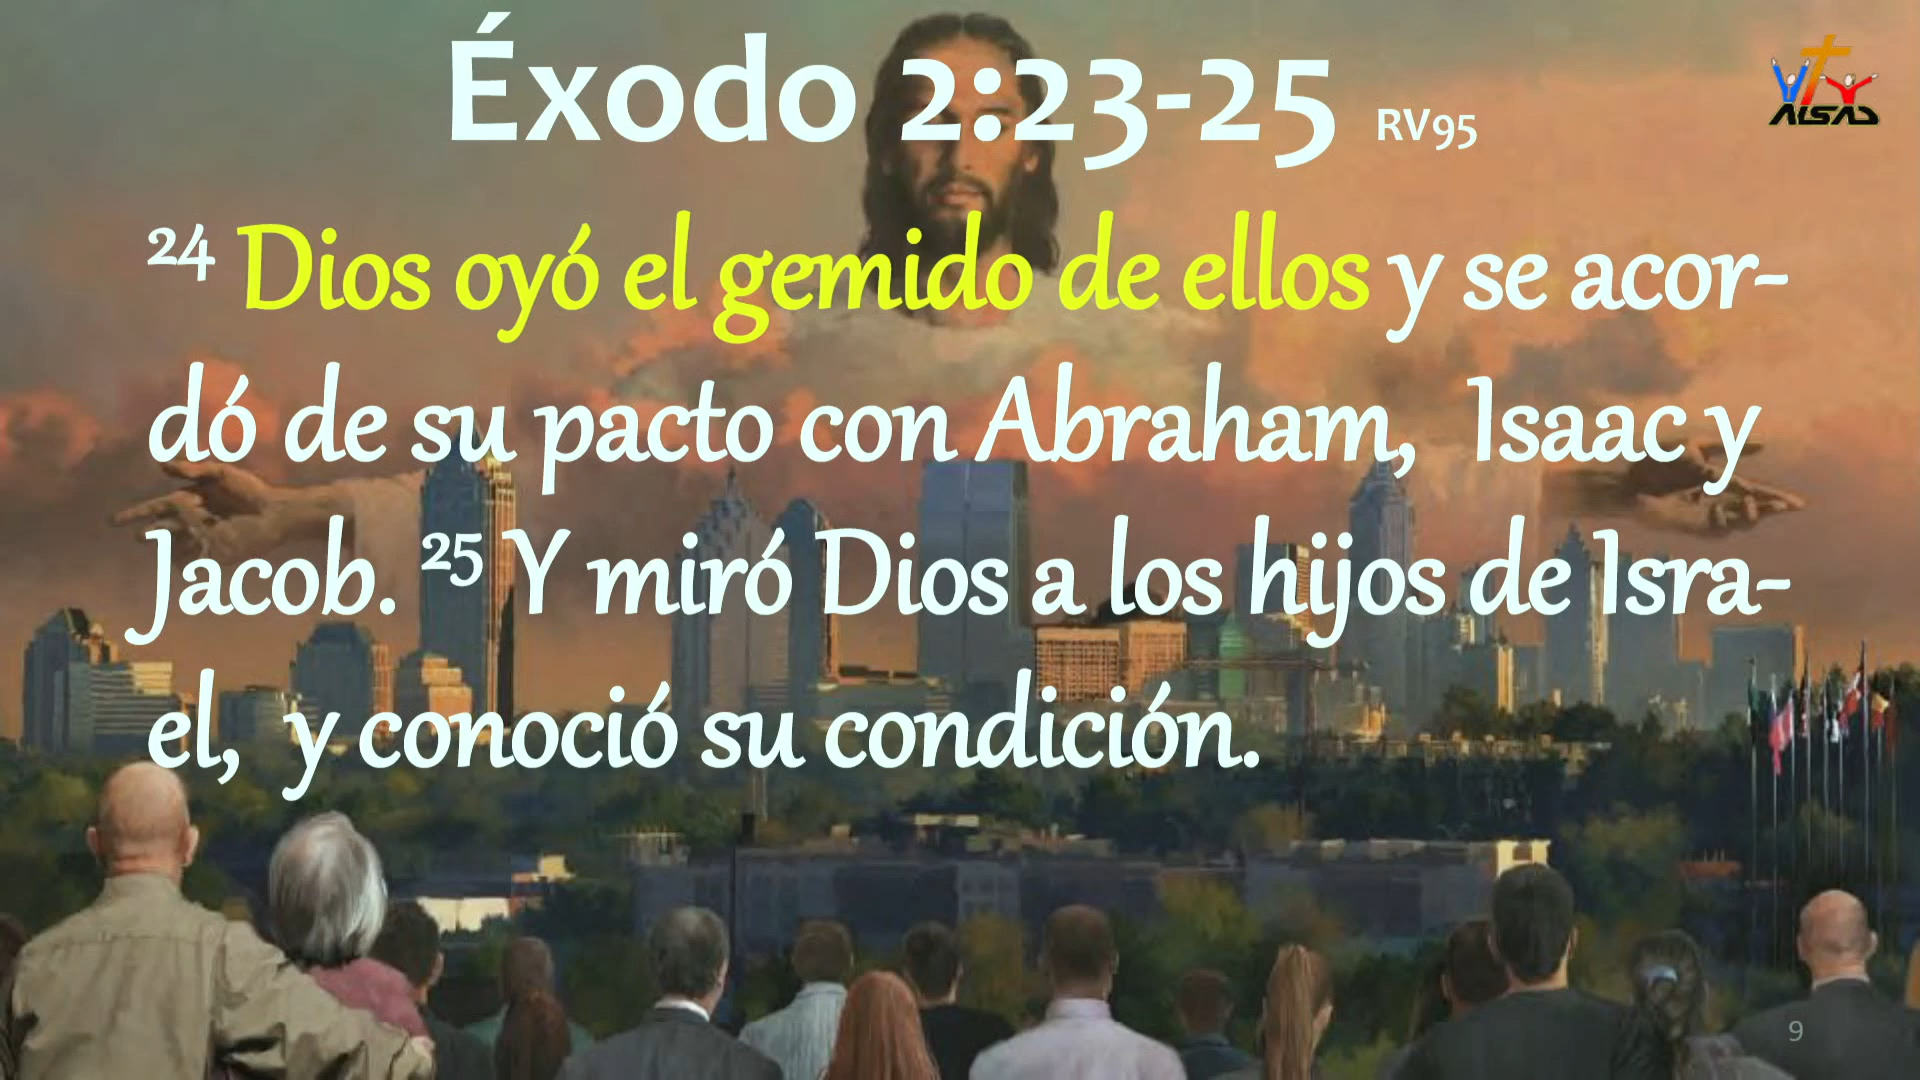 Éxodo 2:23-25 RV95
ALSAD
24 Dios oyó el gemido de ellos y se acor-
dó de su pacto con Abraham, Isaac y
Jacob. 25 Y miró Dios a los hijos de Isra-
el, y conoció su condición.
9